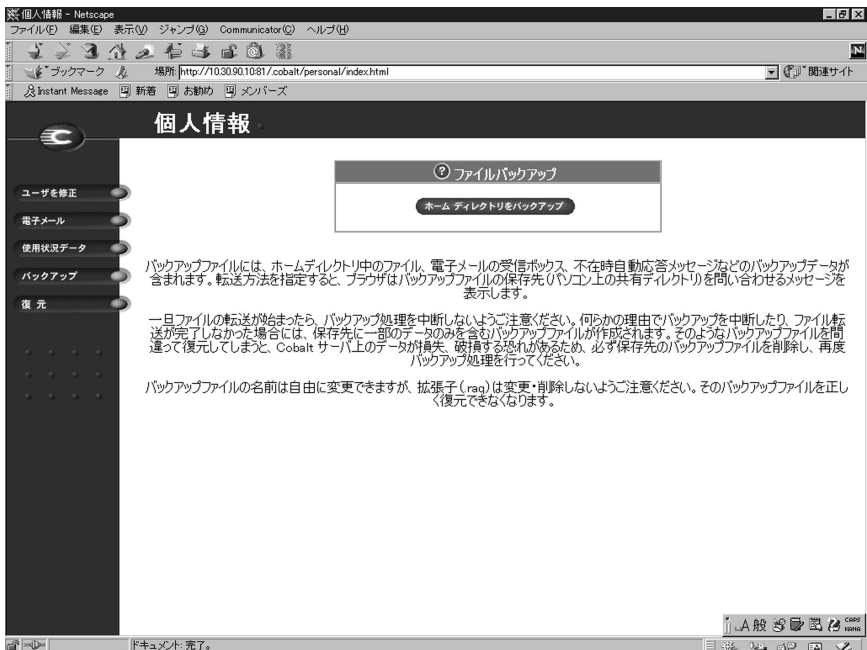 個人情報 - Netscape
ファイル(F) 編集(E) 表示(V) ジャンプ(G) Communicator(C) ヘルプ(H)
ブックマーク 場所: http://10.30.90.10:81/.cobalt/personal/index.html 関連サイト
Instant Message 新着 お勧め メンバーズ
個人情報
ユーザを修正
電子メール
使用状況データ
バックアップ
復 元
ファイルバックアップ
ホーム ディレクトリをバックアップ
バックアップファイルには、ホームディレクトリ中のファイル、電子メールの受信ボックス、不在時自動応答メッセージなどのバックアップデータが
含まれます。転送方法を指定すると、ブラウザはバックアップファイルの保存先(パソコン上の共有ディレクトリ)を問い合わせるメッセージを
表示します。
一旦ファイルの転送が始まったら、バックアップ処理を中断しないようご注意ください。何らかの理由でバックアップを中断したり、ファイル転
送が完了しなかった場合には、保存先に一部のデータのみを含むバックアップファイルが作成されます。そのようなバックアップファイルを間
違って復元してしまうと、Cobalt サーバ上のデータが損失、破損する恐れがあるため、必ず保存先のバックアップファイルを削除し、再度
バックアップ処理を行ってください。
バックアップファイルの名前は自由に変更できますが、拡張子(.raq)は変更・削除しないようご注意ください。そのバックアップファイルを正し
く復元できなくなります。
A 般 CAPS
KANA
ドキュメント: 完了。